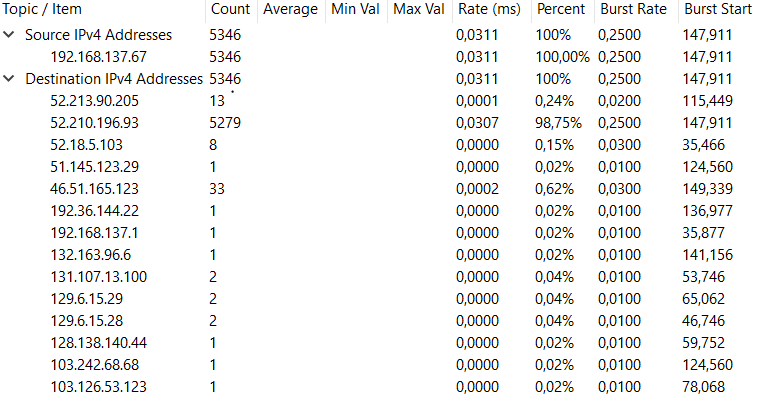 Topic / Item Count Average Min Val Max Val Rate (ms) Percent Burst Rate Burst Start
Source IPv4 Addresses 5346 0,0311 100% 0,2500 147,911
192.168.137.67 5346 0,0311 100,00% 0,2500 147,911
Destination IPv4 Addresses 5346 0,0311 100% 0,2500 147,911
52.213.90.205 13 0,0001 0,24% 0,0200 115,449
52.210.196.93 5279 0,0307 98,75% 0,2500 147,911
52.18.5.103 8 0,0000 0,15% 0,0300 35,466
51.145.123.29 1 0,0000 0,02% 0,0100 124,560
46.51.165.123 33 0,0002 0,62% 0,0300 149,339
192.36.144.22 1 0,0000 0,02% 0,0100 136,977
192.168.137.1 1 0,0000 0,02% 0,0100 35,877
132.163.96.6 1 0,0000 0,02% 0,0100 141,156
131.107.13.100 2 0,0000 0,04% 0,0100 53,746
129.6.15.29 2 0,0000 0,04% 0,0100 65,062
129.6.15.28 2 0,0000 0,04% 0,0100 46,746
128.138.140.44 1 0,0000 0,02% 0,0100 59,752
103.242.68.68 1 0,0000 0,02% 0,0100 124,560
103.126.53.123 1 0,0000 0,02% 0,0100 78,068